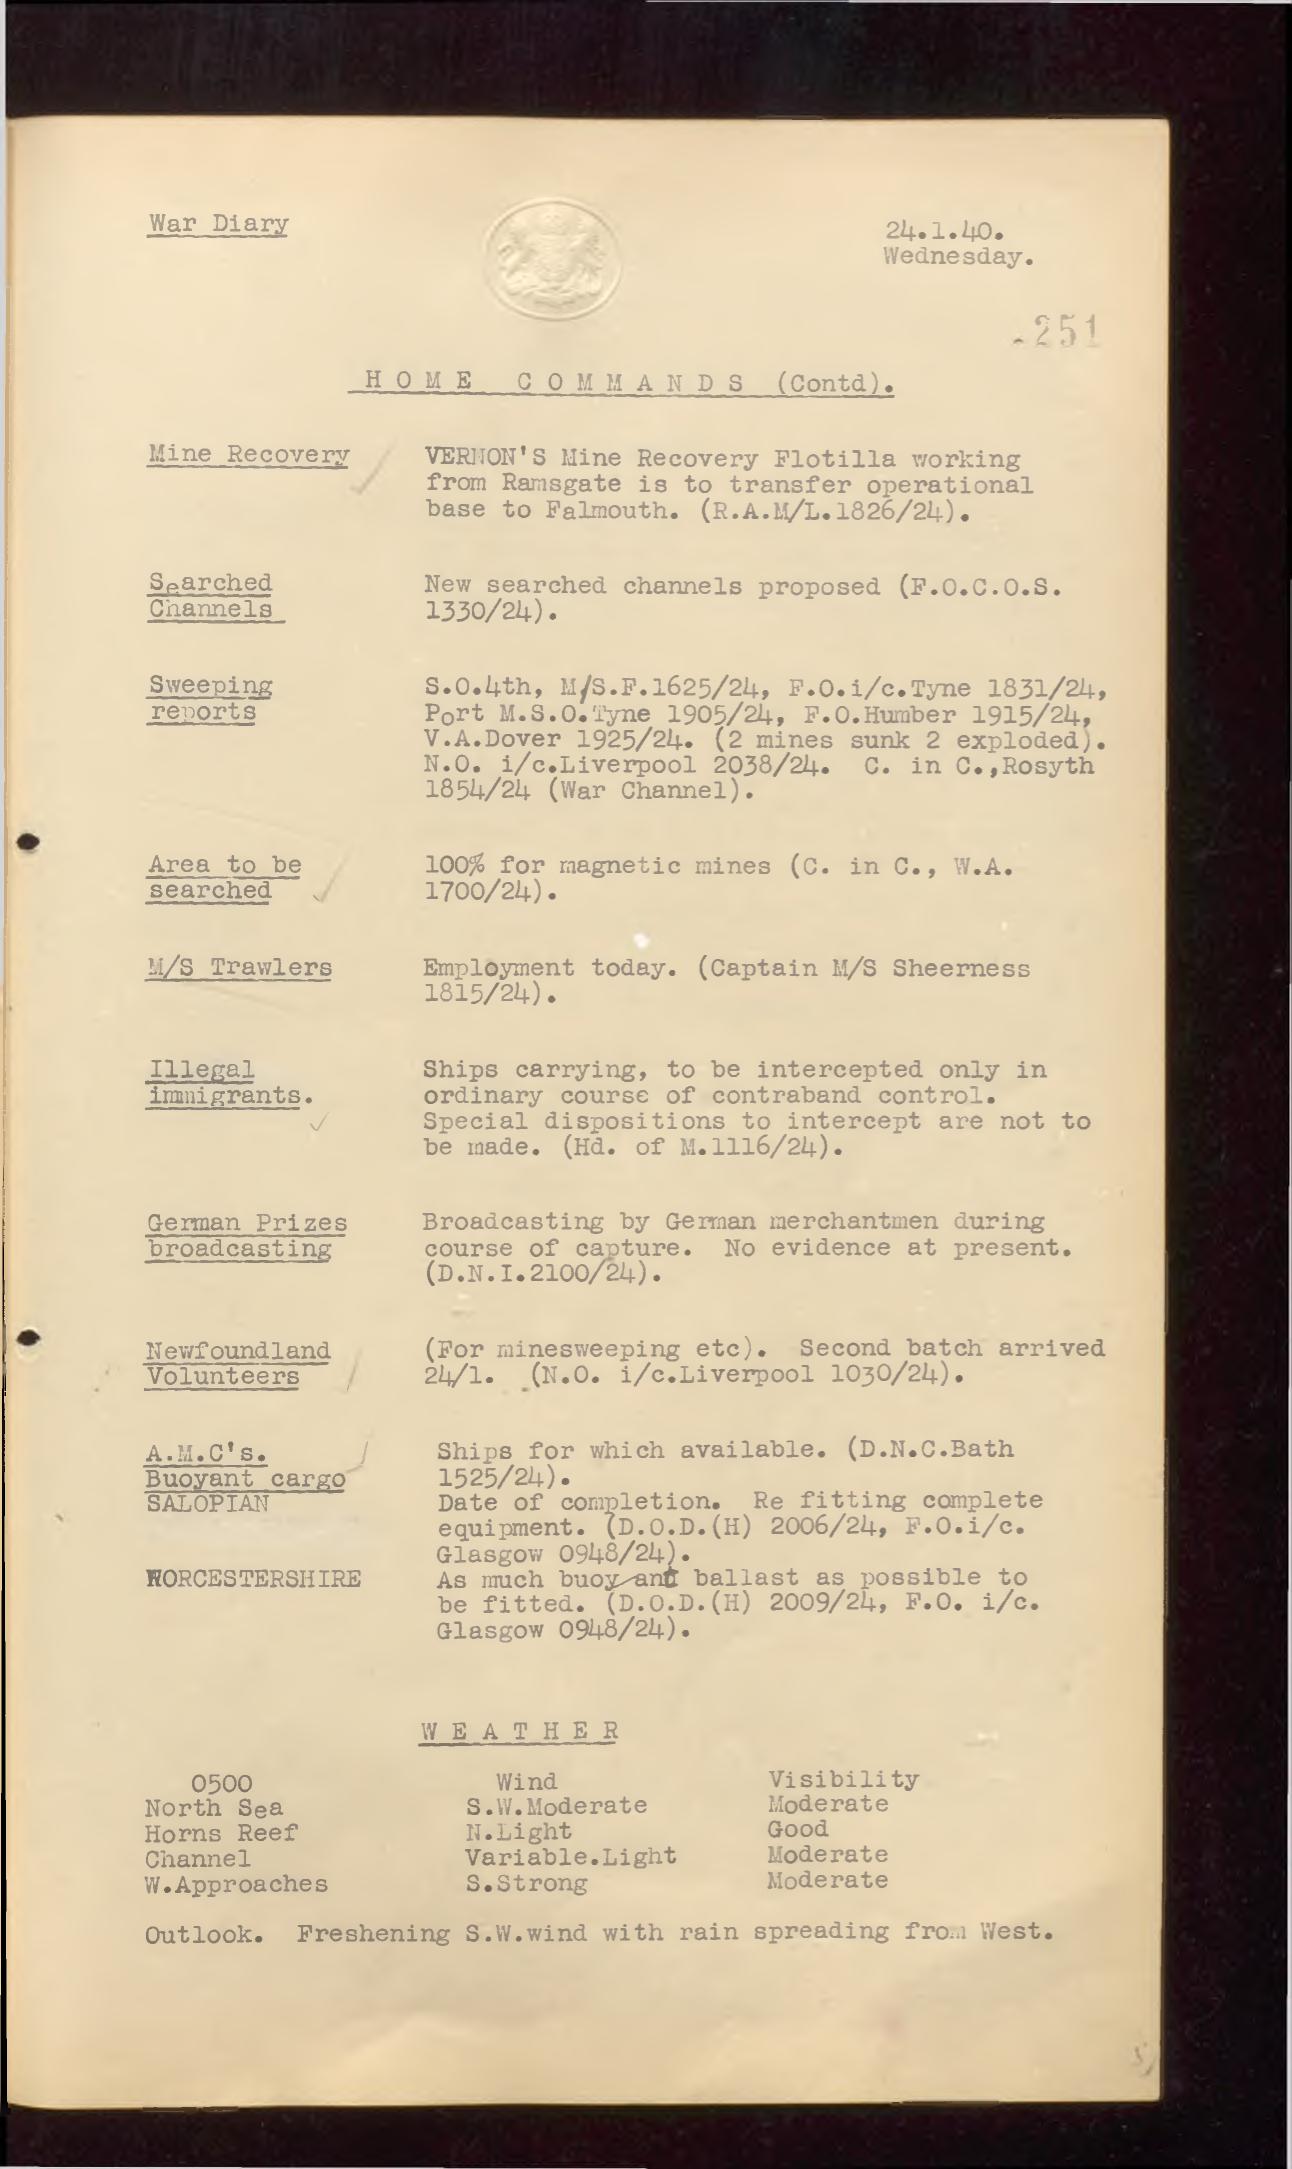 War Diary
24.1.40.
Wednesday.
251
HOME COMMANDS (Contd).
Mine Recovery VERNON'S Mine Recovery Flotilla working
from Ramsgate is to transfer operational
base to Falmouth. (R.A.M/L.1826/24).
Searched New searched channels proposed (F.O.C.O.S.
Channels 1330/24).
Sweeping S.O.4th, M/S.F.1625/24, F.O.i/c.Tyne 1831/24,
reports Port M.S.O.Tyne 1905/24, F.O.Humber 1915/24,
V.A.Dover 1925/24. (2 mines sunk 2 exploded).
N.O. i/c.Liverpool 2038/24. C. in C.,Rosyth
1854/24 (War Channel).
Area to be 100% for magnetic mines (C. in C., W.A.
searched 1700/24).
M/S Trawlers Employment today. (Captain M/S Sheerness
1815/24).
Illegal Ships carrying, to be intercepted only in
immigrants. ordinary course of contraband control.
Special dispositions to intercept are not to
be made. (Hd. of M.1116/24).
German Prizes Broadcasting by German merchantmen during
broadcasting course of capture. No evidence at present.
(D.N.I.2100/24).
Newfoundland (For minesweeping etc). Second batch arrived
Volunteers 24/1. (N.O. i/c.Liverpool 1030/24).
A.M.C's. Ships for which available. (D.N.C.Bath
Buoyant cargo 1525/24).
SALOPIAN Date of completion. Re fitting complete
equipment. (D.O.D.(H) 2006/24, F.O.i/c.
Glasgow 0948/24).
WORCESTERSHIRE As much buoyant ballast as possible to
be fitted. (D.O.D.(H) 2009/24, F.O. i/c.
Glasgow 0948/24).
WEATHER
0500 Wind Visibility
North Sea S.W.Moderate Moderate
Horns Reef N.Light Good
Channel Variable.Light Moderate
W.Approaches S.Strong Moderate
Outlook. Freshening S.W.wind with rain spreading from West.